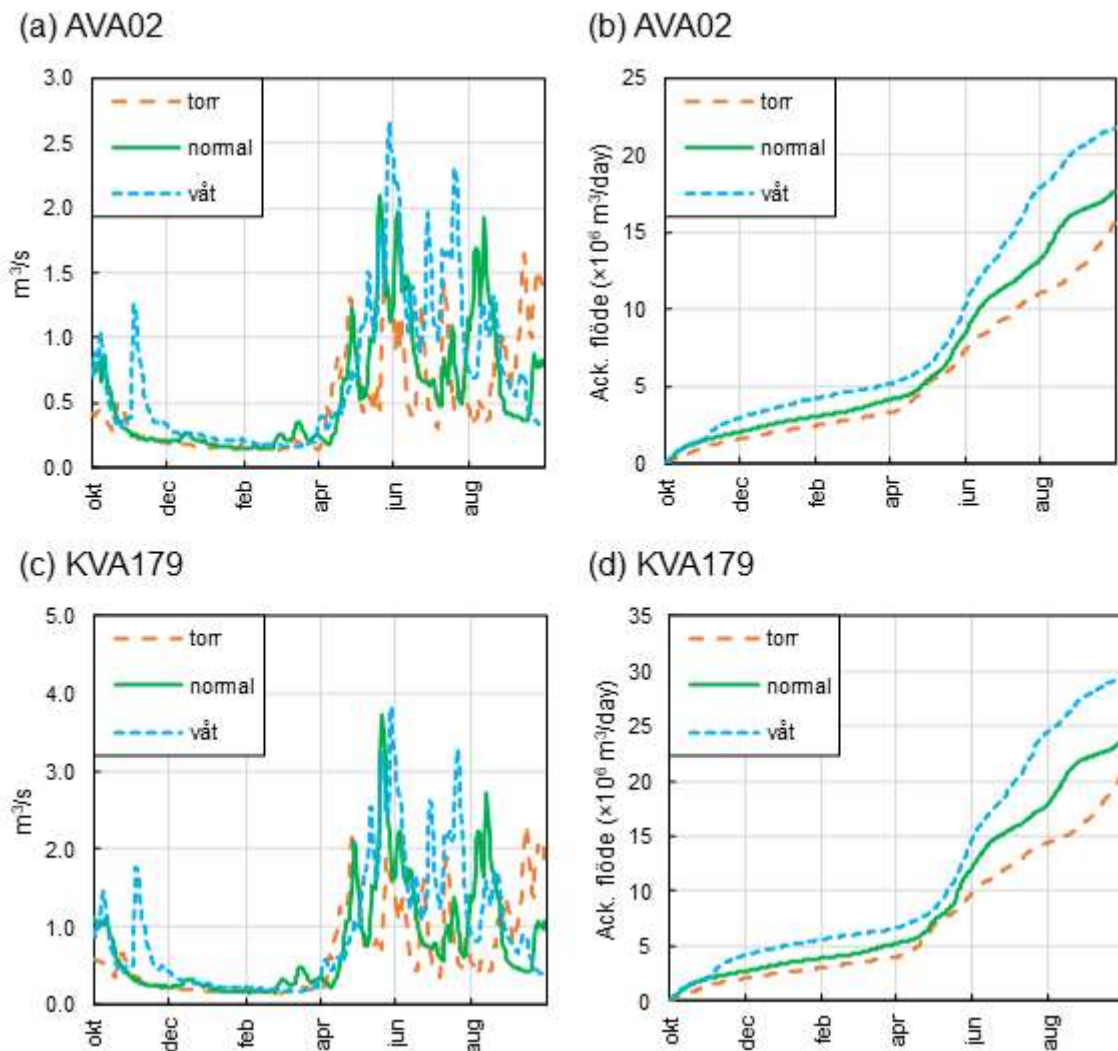 (a) AVA02
(b) AVA02
3.0
2.5
2.0
1.5
1.0
0.5
0.0
m³/s
torr
normal
våt
okt
dec
feb
apr
jun
aug
25
20
15
10
5
0
Ack. flöde (×10⁶ m³/day)
torr
normal
våt
okt
dec
feb
apr
jun
aug
(c) KVA179
(d) KVA179
5.0
4.0
3.0
2.0
1.0
0.0
m³/s
torr
normal
våt
okt
dec
feb
apr
jun
aug
35
30
25
20
15
10
5
0
Ack. flöde (×10⁶ m³/day)
torr
normal
våt
okt
dec
feb
apr
jun
aug